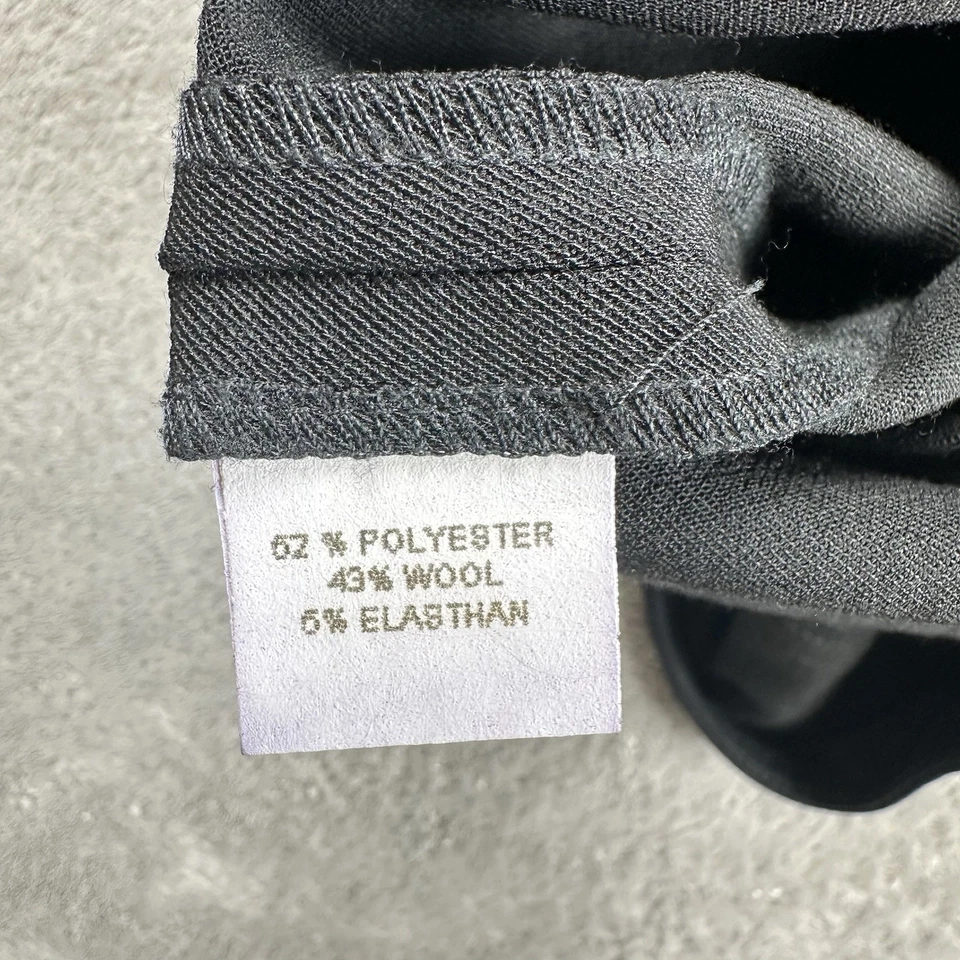 52 % POLYESTER
43% WOOL
5% ELASTHAN